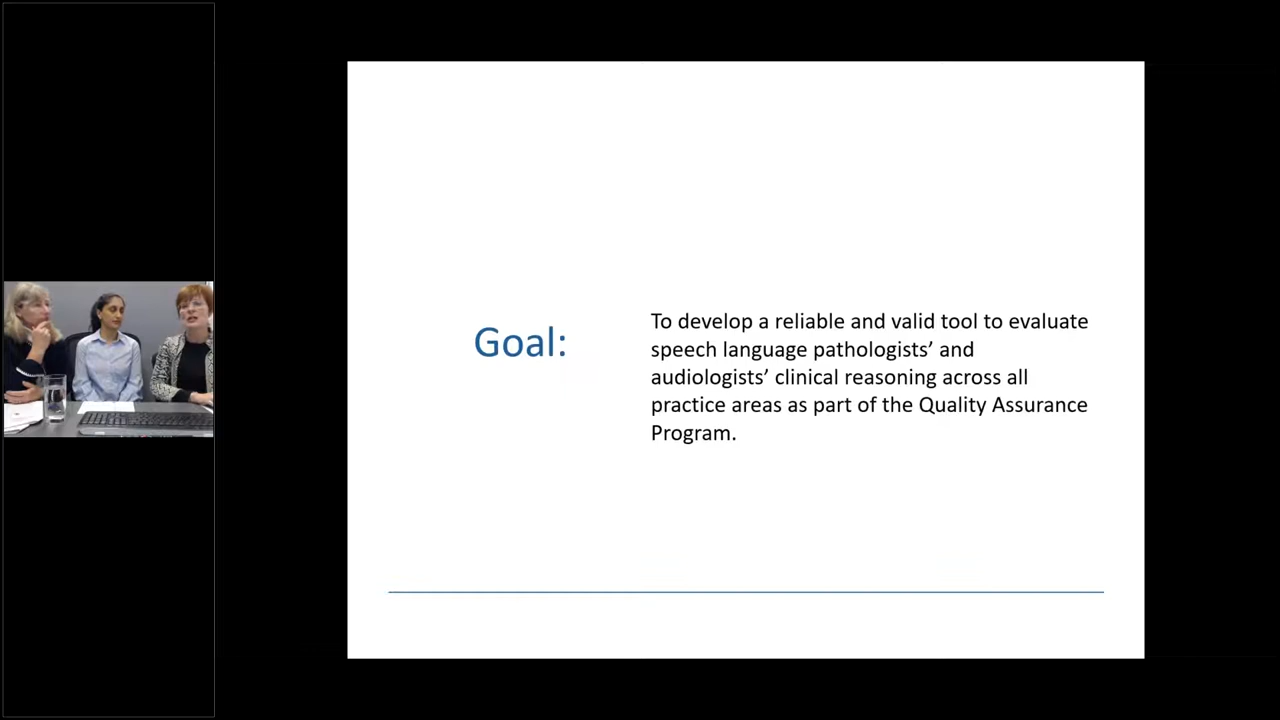 Goal:
To develop a reliable and valid tool to evaluate
speech language pathologists’ and
audiologists’ clinical reasoning across all
practice areas as part of the Quality Assurance
Program.